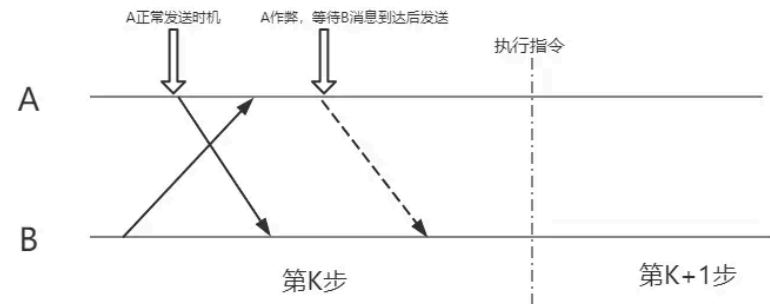 A正常发送时机
A作弊，等待B消息到达后发送
执行指令
A
B
第K步
第K+1步